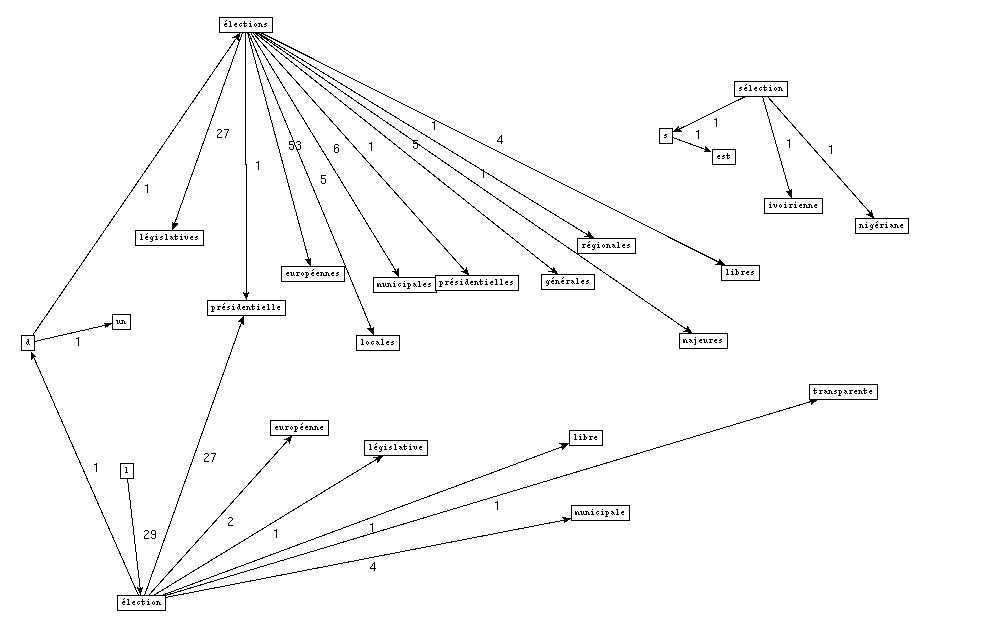 élections
sélection
27
1
53
6
1
5
1
4
1
1
s
1
est
1
1
5
1
1
ivoirienne
nigériane
législatives
régionales
européennes
municipales
présidentielles
générales
libres
présidentielle
un
d
1
locales
majeures
transparente
européenne
libre
législative
1
l
27
29
2
1
1
1
municipale
4
élection